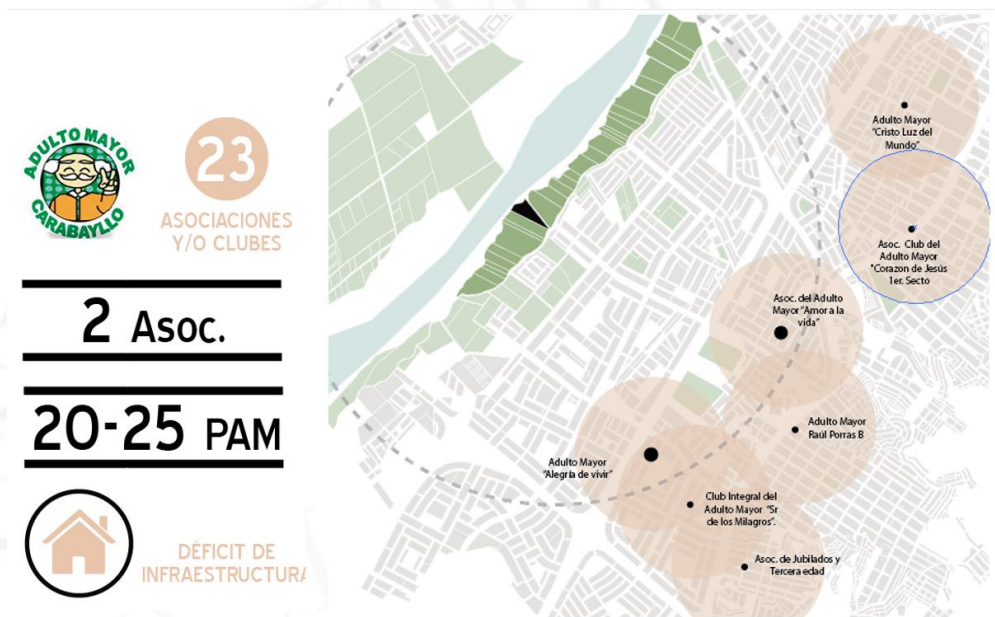 ADULTO MAYOR
CARABAYLLO
23
ASOCIACIONES
Y/O CLUBES
2 Asoc.
20-25 PAM
DÉFICIT DE
INFRAESTRUCTURA
Adulto Mayor
"Cristo Luz del
Mundo"
Asoc. Club del
Adulto Mayor
"Corazon de Jesús
1er. Secto
Asoc. del Adulto
Mayor "Amor a la
vida"
Adulto Mayor
Raúl Porras B
Adulto Mayor
"Alegría de vivir"
Club Integral del
Adulto Mayor "Sr
de los Milagros".
Asoc. de Jubilados y
Tercera edad